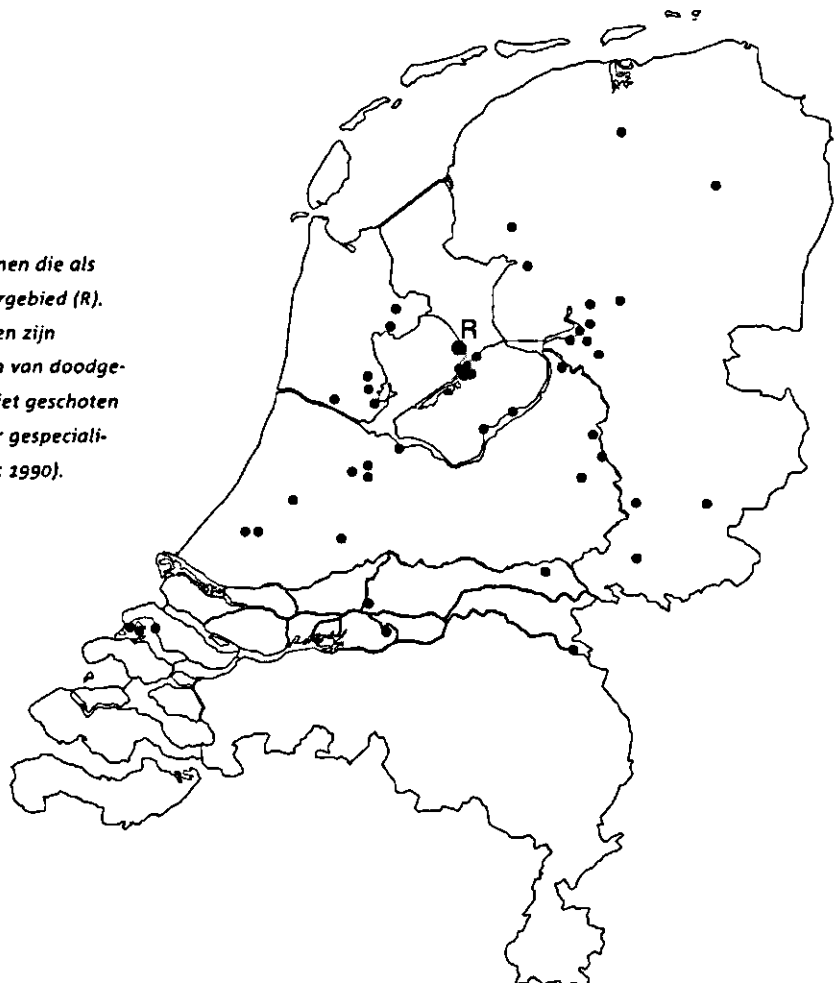 nen die als
rgebied (R).
en zijn
n van doodge-
iet geschoten
r gespeciali-
: 1990).
R